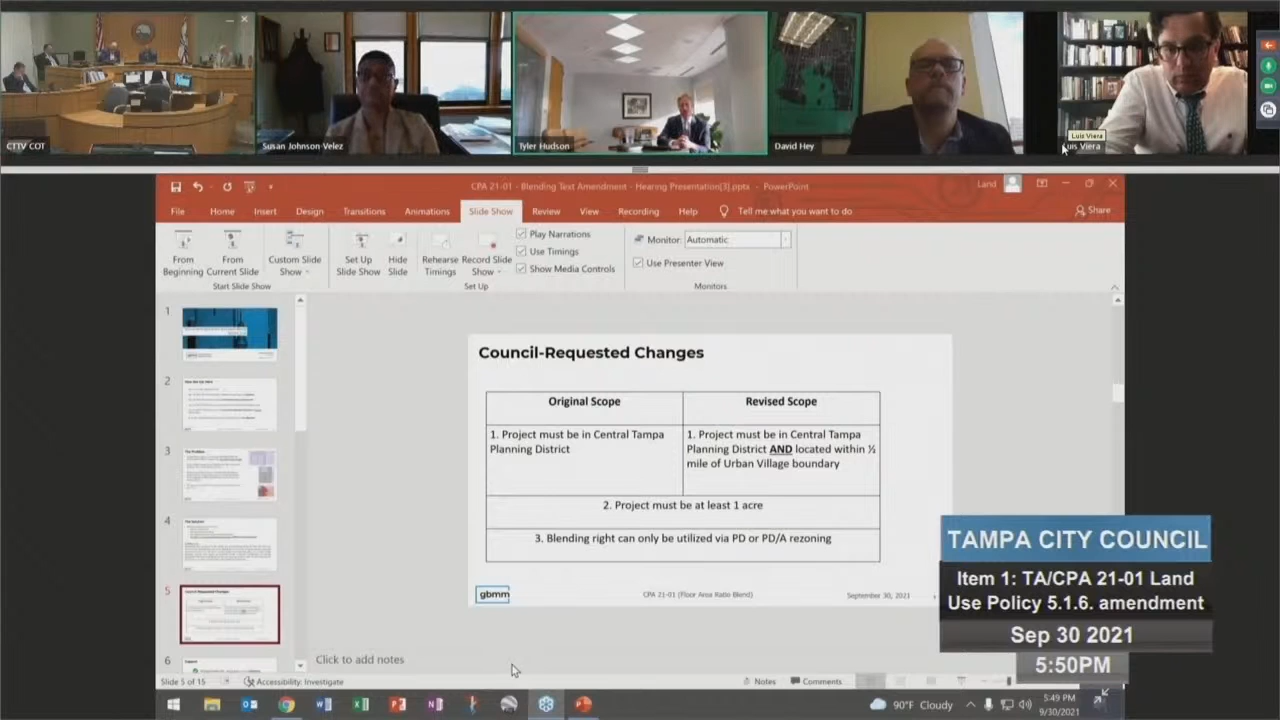 CTTV COT
Susan Johnson-Velez
Tyler Hudson
David Hey
Luis Viera
Luis Viera
CPA 21-01 - Blending Text Amendment - Hearing Presentation[3].pptx - PowerPoint
Land
File Home Insert Design Transitions Animations Slide Show Review View Recording Help Tell me what you want to do
Share
From Beginning
From Current Slide
Custom Slide Show
Start Slide Show
Set Up Slide Show
Hide Slide
Rehearse Timings
Record Slide Show
Play Narrations
Use Timings
Show Media Controls
Set Up
Monitor: Automatic
Use Presenter View
Monitors
1
2
3
4
5
6
Council-Requested Changes
Original Scope
Revised Scope
1. Project must be in Central Tampa
Planning District
1. Project must be in Central Tampa
Planning District AND located within ½
mile of Urban Village boundary
2. Project must be at least 1 acre
3. Blending right can only be utilized via PD or PD/A rezoning
gbmm
CPA 21-01 (Floor Area Ratio Blend)
September 30, 2021
Click to add notes
Slide 5 of 15
Accessibility: Investigate
Notes
Comments
90°F Cloudy
5:49 PM
9/30/2021
TAMPA CITY COUNCIL
Item 1: TA/CPA 21-01 Land
Use Policy 5.1.6. amendment
Sep 30 2021
5:50PM